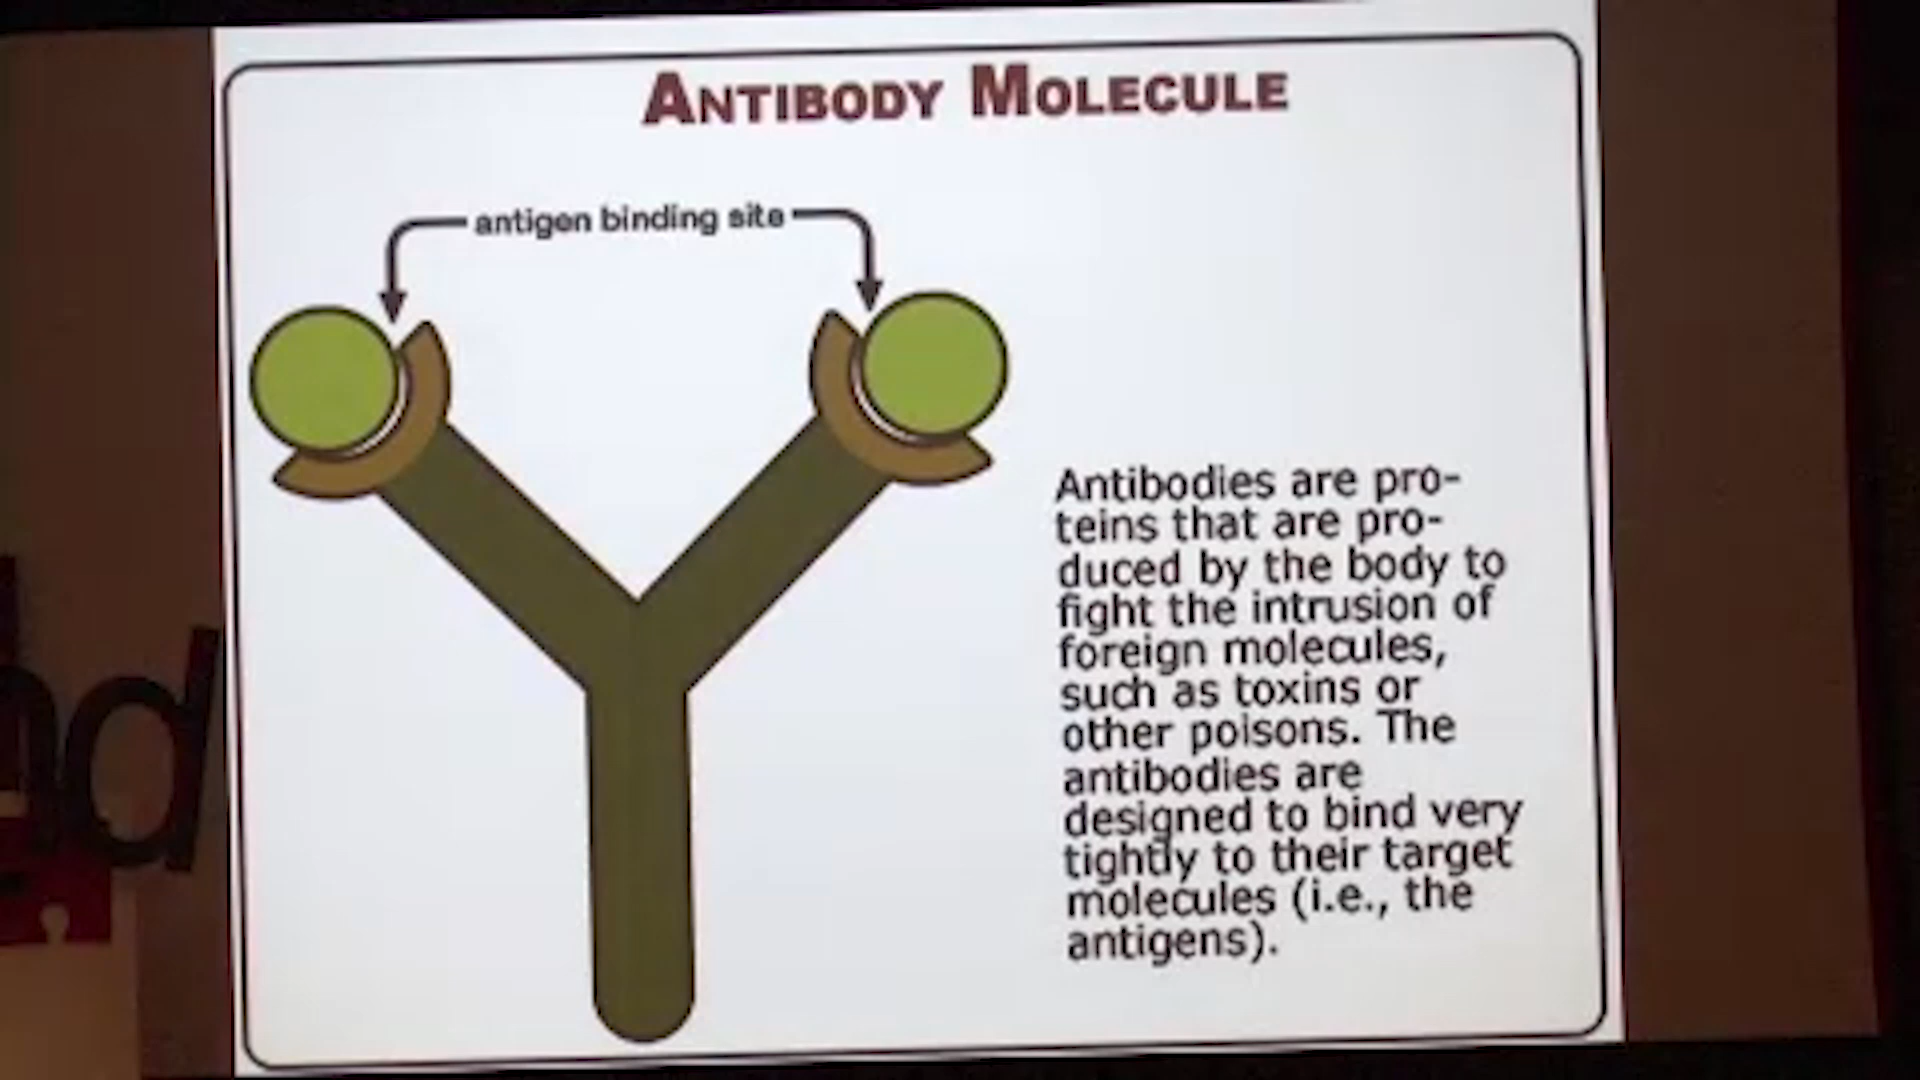 ANTIBODY MOLECULE
antigen binding site
Antibodies are pro-
teins that are pro-
duced by the body to
fight the intrusion of
foreign molecules,
such as toxins or
other poisons. The
antibodies are
designed to bind very
tightly to their target
molecules (i.e., the
antigens).